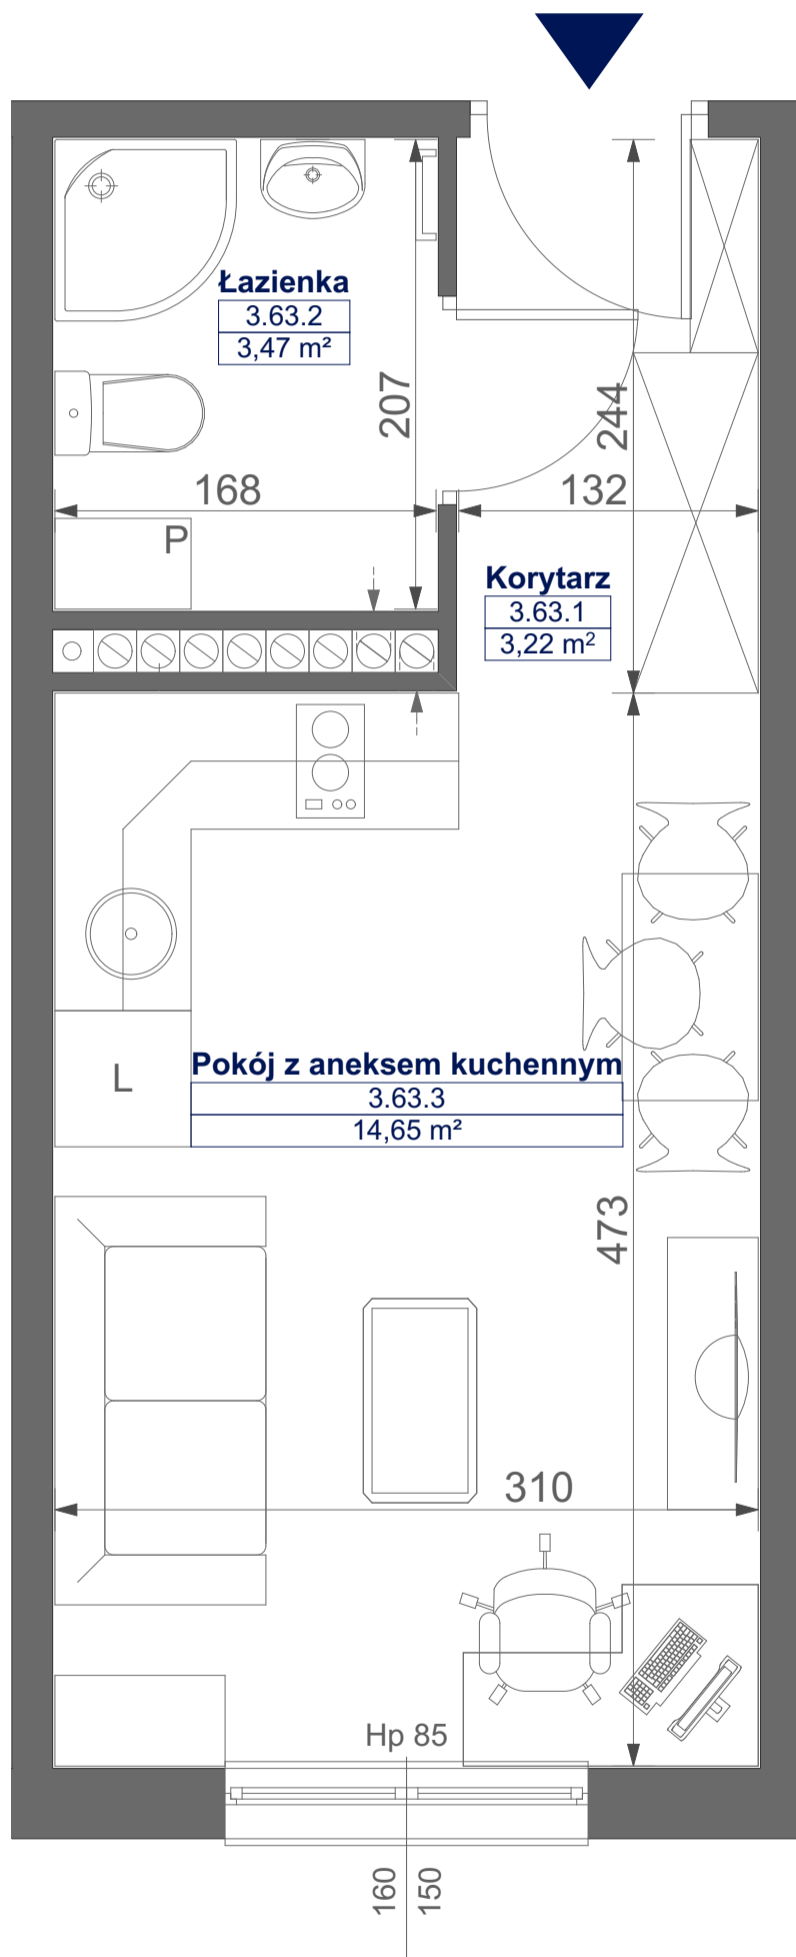 Łazienka
3.63.2
3,47 m²
207
244
168
132
P
Korytarz
3.63.1
3,22 m²
L
Pokój z aneksem kuchennym
3.63.3
14,65 m²
473
310
Hp 85
160
150